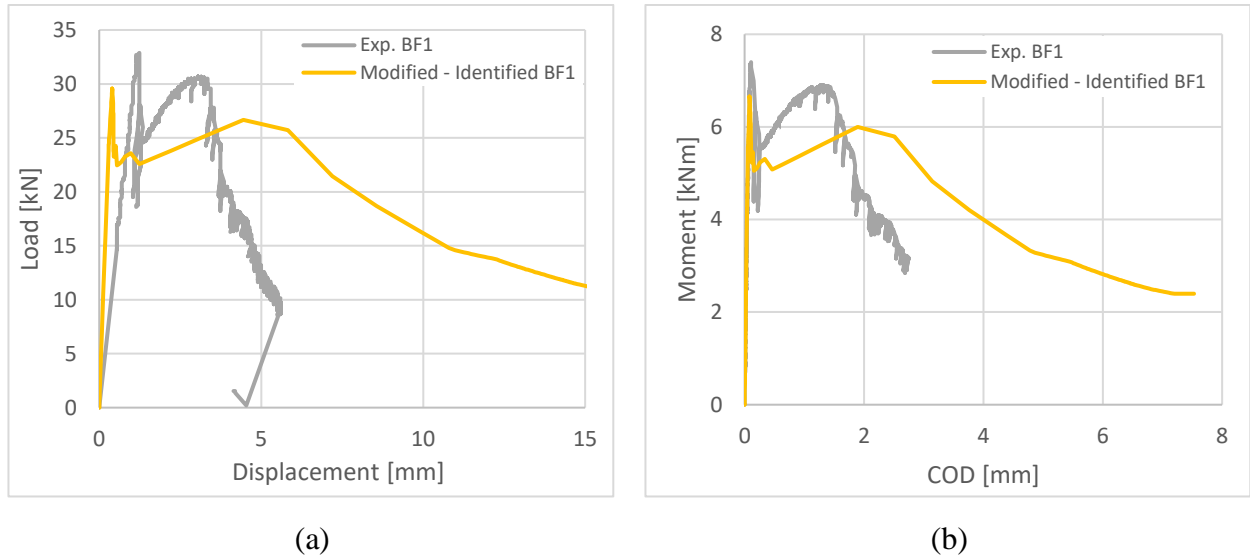 35
30
25
20
15
10
5
0
Load [kN]
Exp. BF1
Modified - Identified BF1
0 5 10 15
Displacement [mm]
(a)
8
6
4
2
0
Moment [kNm]
Exp. BF1
Modified - Identified BF1
0 2 4 6 8
COD [mm]
(b)